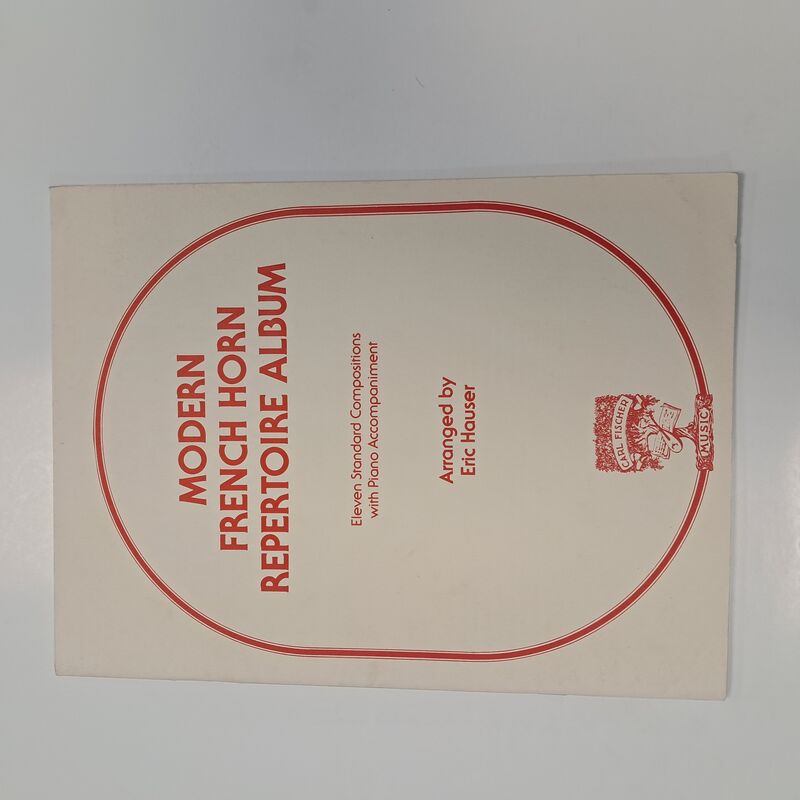 MODERN
FRENCH HORN
REPERTOIRE ALBUM
Eleven Standard Compositions
with Piano Accompaniment
Arranged by
Eric Hauser
CARL FISCHER
MUSIC